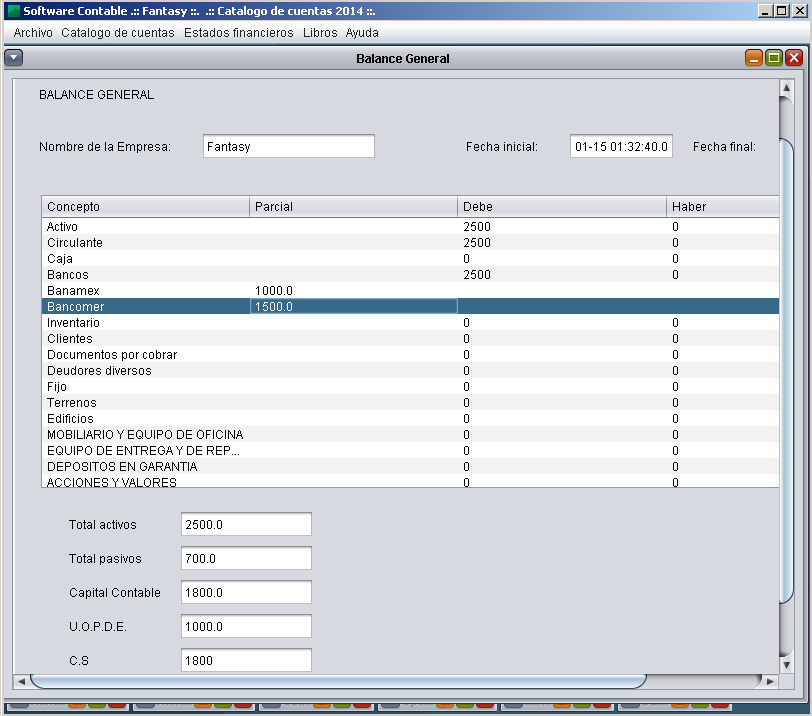 Software Contable .:: Fantasy ::. .:: Catalogo de cuentas 2014 ::.
Archivo Catalogo de cuentas Estados financieros Libros Ayuda
Balance General
BALANCE GENERAL
Nombre de la Empresa: Fantasy Fecha inicial: 01-15 01:32:40.0 Fecha final:
Concepto Parcial Debe Haber
Activo 2500 0
Circulante 2500 0
Caja 0 0
Bancos 2500 0
Banamex 1000.0
Bancomer 1500.0
Inventario 0 0
Clientes 0 0
Documentos por cobrar 0 0
Deudores diversos 0 0
Fijo 0 0
Terrenos 0 0
Edificios 0 0
MOBILIARIO Y EQUIPO DE OFICINA 0 0
EQUIPO DE ENTREGA Y DE REP... 0 0
DEPOSITOS EN GARANTIA 0 0
ACCIONES Y VALORES 0 0
Total activos 2500.0
Total pasivos 700.0
Capital Contable 1800.0
U.O.P.D.E. 1000.0
C.S 1800